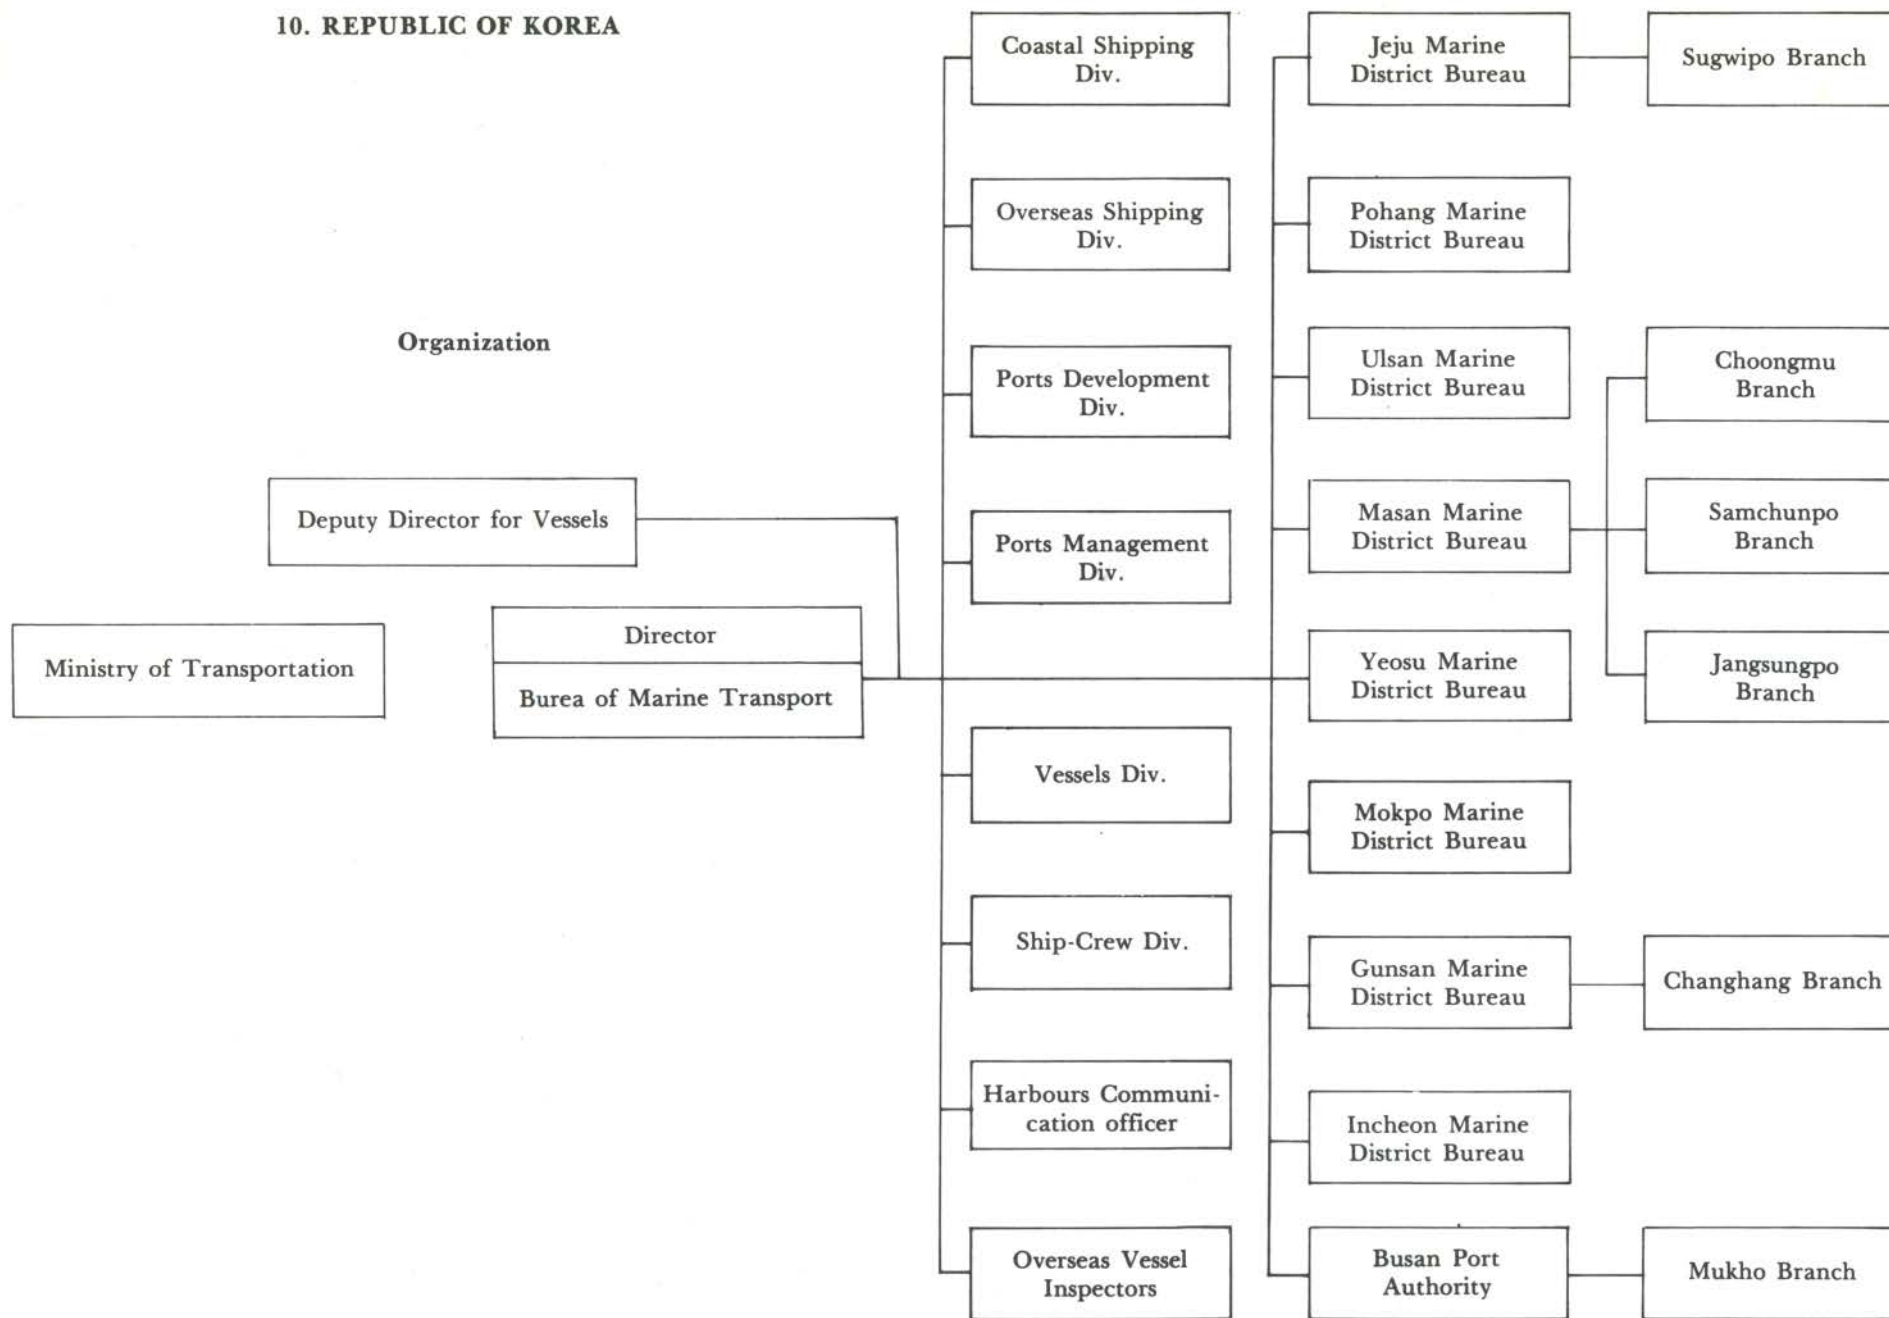 10. REPUBLIC OF KOREA
Organization
Ministry of Transportation
Deputy Director for Vessels
Director
Burea of Marine Transport
Coastal Shipping
Div.
Overseas Shipping
Div.
Ports Development
Div.
Ports Management
Div.
Vessels Div.
Ship-Crew Div.
Harbours Communi-
cation officer
Overseas Vessel
Inspectors
Jeju Marine
District Bureau
Pohang Marine
District Bureau
Ulsan Marine
District Bureau
Masan Marine
District Bureau
Yeosu Marine
District Bureau
Mokpo Marine
District Bureau
Gunsan Marine
District Bureau
Incheon Marine
District Bureau
Busan Port
Authority
Sugwipo Branch
Choongmu
Branch
Samchunpo
Branch
Jangsungpo
Branch
Changhang Branch
Mukho Branch